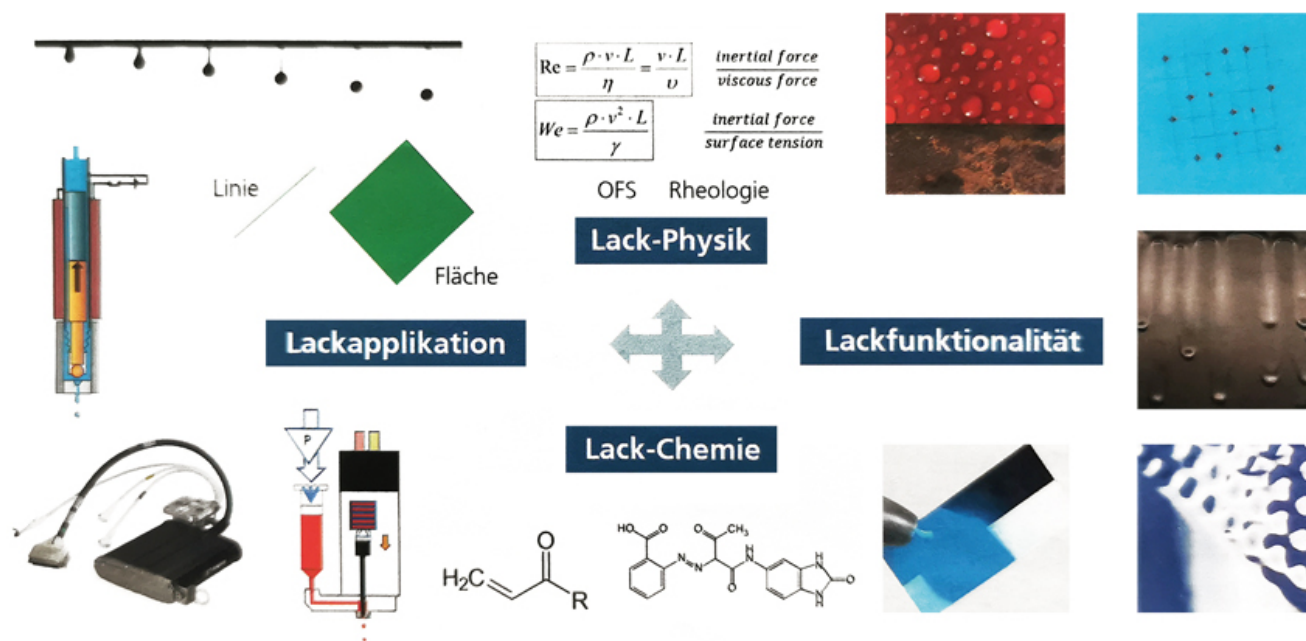 Re = ρ·v·L / η = v·L / υ
inertial force / viscous force
We = ρ·v²·L / γ
inertial force / surface tension
OFS Rheologie
Lack-Physik
Linie
Fläche
Lackapplikation
Lackfunktionalität
Lack-Chemie
P
H₂C
O
R
HO
O
N
N
O
CH₃
O
N
H
H
N
O
N
H